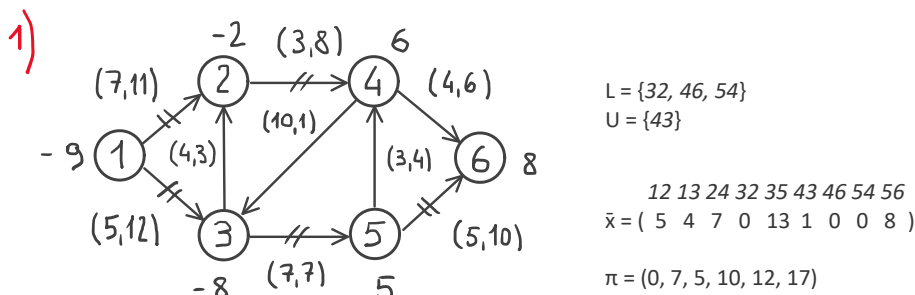 1)
-2 (3,8) 6
(7,11) 2 4 (4,6)
(10,1)
-9 1 (4,3) (3,4) 6 8
(5,12) 3 5 (5,10)
-8 (7,7) 5
L = {32, 46, 54}
U = {43}
12 13 24 32 35 43 46 54 56
x̄ = ( 5 4 7 0 13 1 0 0 8 )
π = (0, 7, 5, 10, 12, 17)